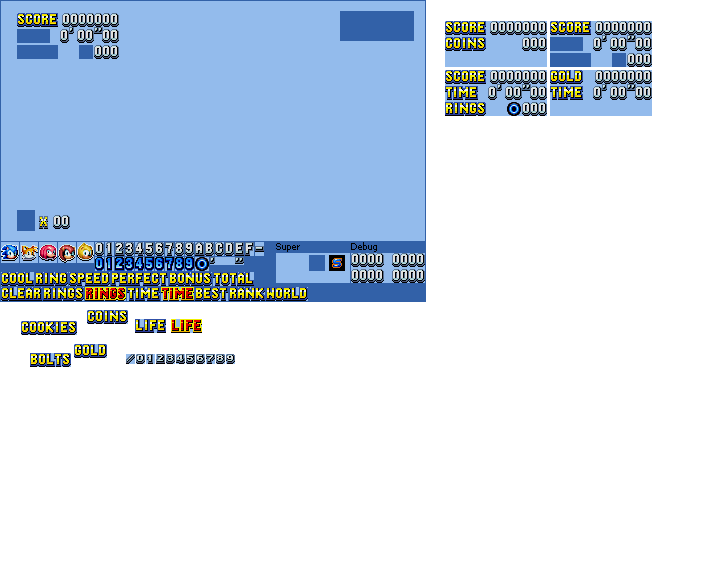 SCORE 0000000
0'00"00
000
X 00
0123456789ABCDEF-
0123456789 ' "
Super
Debug
0000 0000
0000 0000
COOL RING SPEED PERFECT BONUS TOTAL
CLEAR RINGS RINGS TIME TIME BEST RANK WORLD
COOKIES
COINS
LIFE
LIFE
BOLTS
GOLD
/0123456789
SCORE 0000000
COINS 000
SCORE 0000000
0'00"00
000
SCORE 0000000
TIME 0'00"00
RINGS 000
GOLD 0000000
TIME 0'00"00